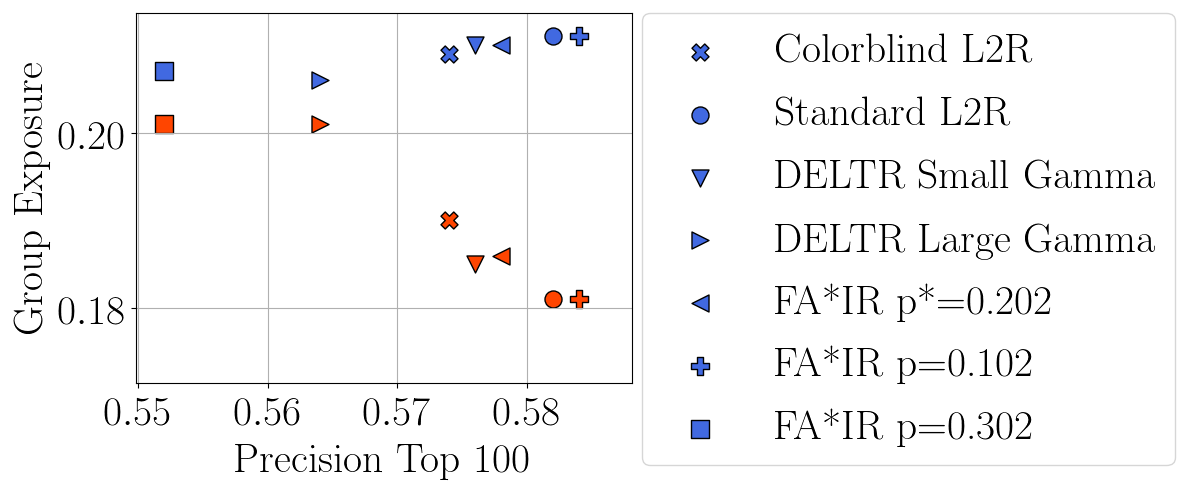 Group Exposure
0.20
0.18
0.55
0.56
0.57
0.58
Precision Top 100
Colorblind L2R
Standard L2R
DELTR Small Gamma
DELTR Large Gamma
FA*IR p*=0.202
FA*IR p=0.102
FA*IR p=0.302